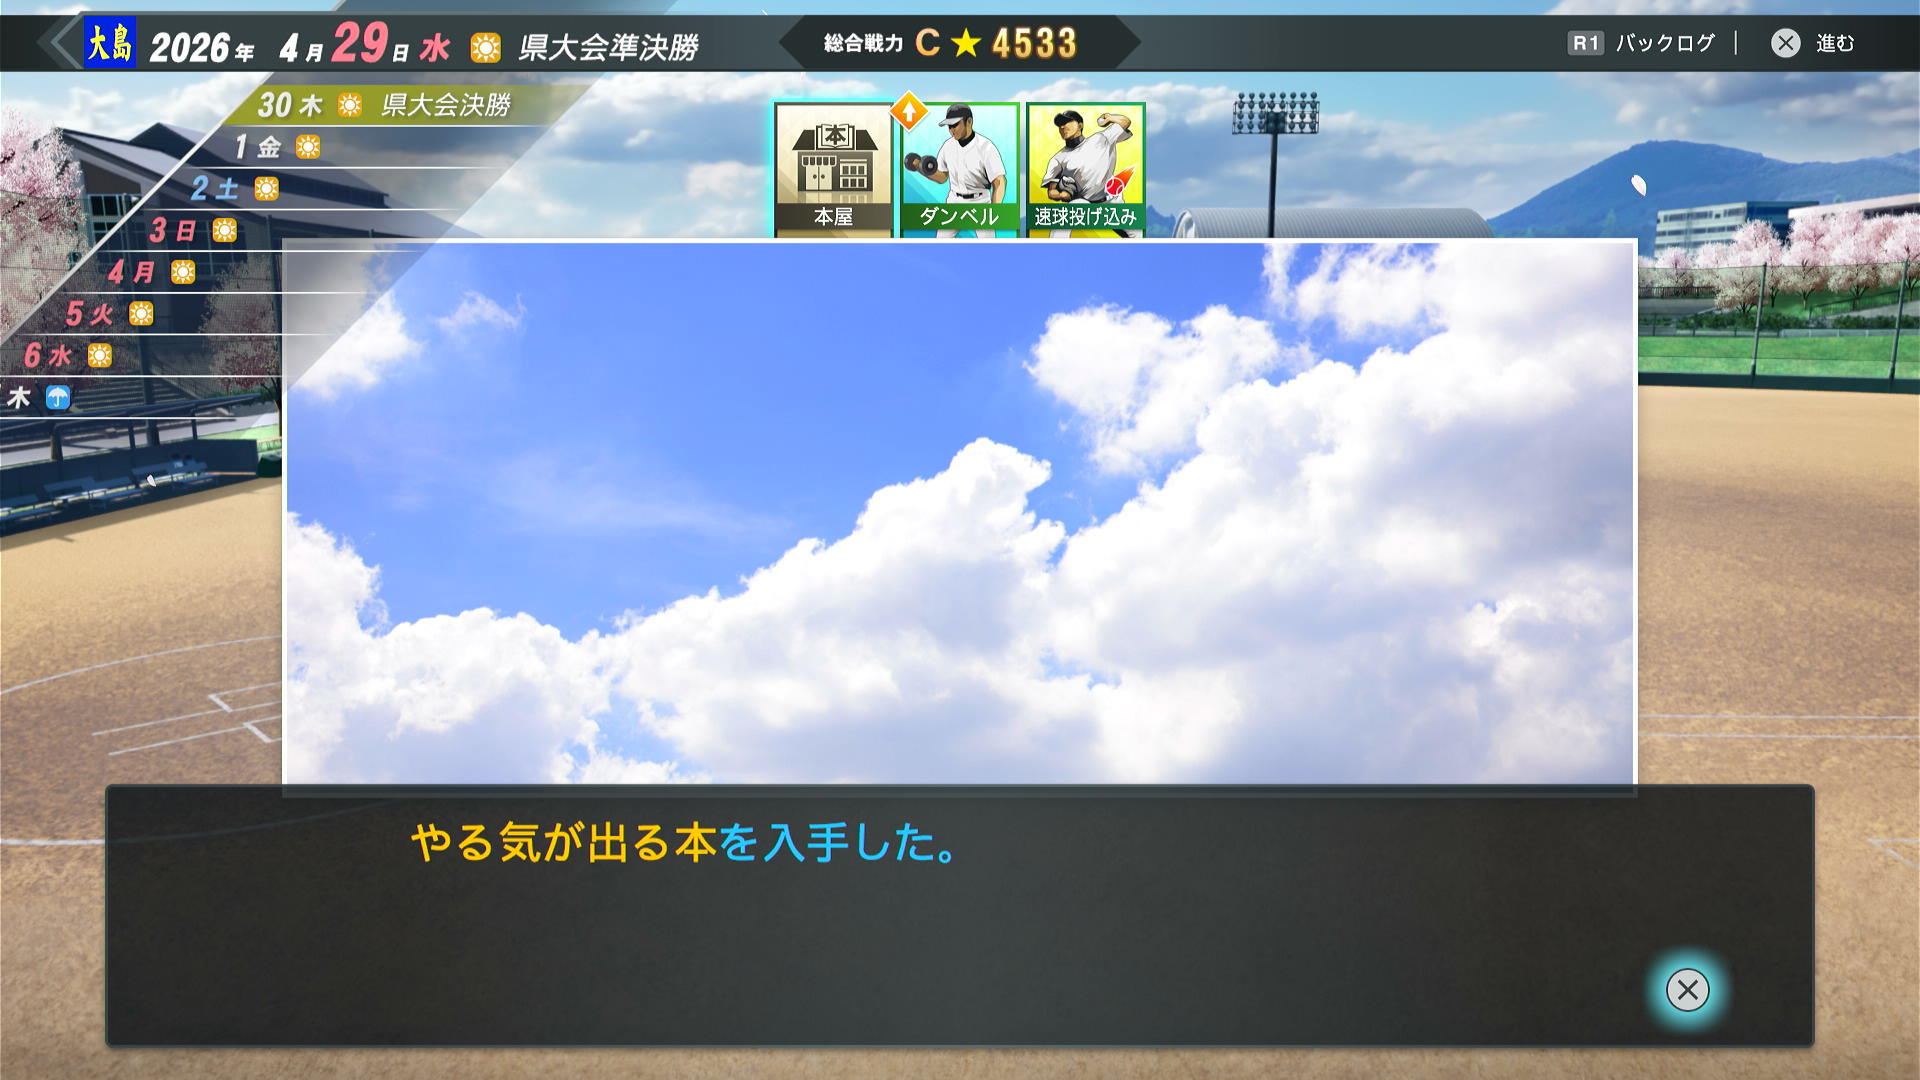 大島 2026年 4月29日 水 県大会準決勝
総合戦力 C ★ 4533
R1 バックログ | 進む
30 木 県大会決勝
1 金
2 土
3 日
4 月
5 火
6 水
木
本
本屋 ダンベル 速球投げ込み
やる気が出る本を入手した。